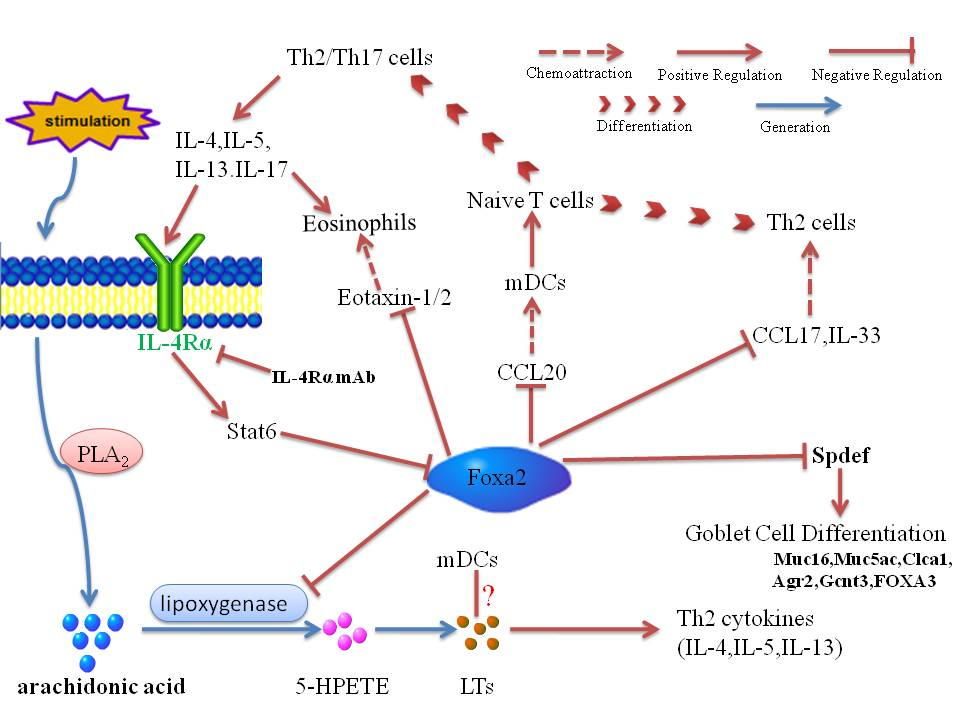 Th2/Th17 cells
Chemoattraction
Positive Regulation
Negative Regulation
Differentiation
Generation
stimulation
IL-4,IL-5,
IL-13.IL-17
Eosinophils
Naive T cells
Th2 cells
Eotaxin-1/2
mDCs
IL-4Rα
IL-4RαmAb
CCL20
CCL17,IL-33
Stat6
PLA2
Foxa2
Spdef
Goblet Cell Differentiation
Muc16,Muc5ac,Clca1,
Agr2,Gcnt3,FOXA3
mDCs
?
lipoxygenase
Th2 cytokines
(IL-4,IL-5,IL-13)
arachidonic acid
5-HPETE
LTs